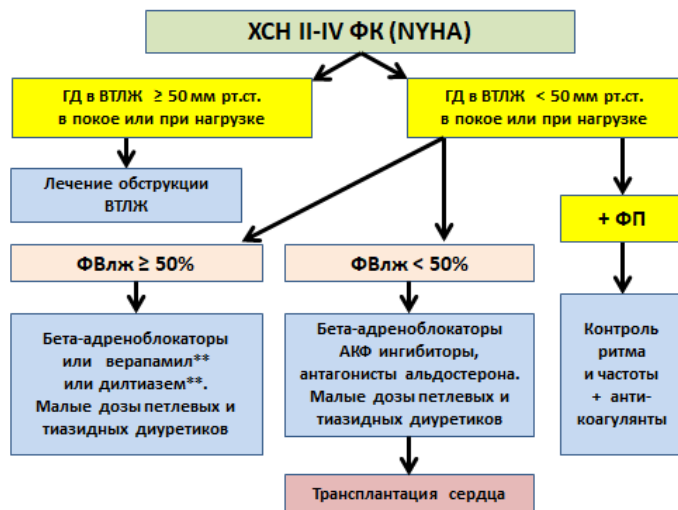 ХСН II-IV ФК (NYHA)
ГД в ВТЛЖ ≥ 50 мм рт.ст.
в покое или при нагрузке
ГД в ВТЛЖ < 50 мм рт.ст.
в покое или при нагрузке
Лечение обструкции
ВТЛЖ
+ ФП
ФВлж ≥ 50%
ФВлж < 50%
Бета-адреноблокаторы
или верапамил**
или дилтиазем**.
Малые дозы петлевых и
тиазидных диуретиков
Бета-адреноблокаторы
АКФ ингибиторы,
антагонисты альдостерона.
Малые дозы петлевых и
тиазидных диуретиков
Контроль
ритма
и частоты
+ анти-
коагулянты
Трансплантация сердца